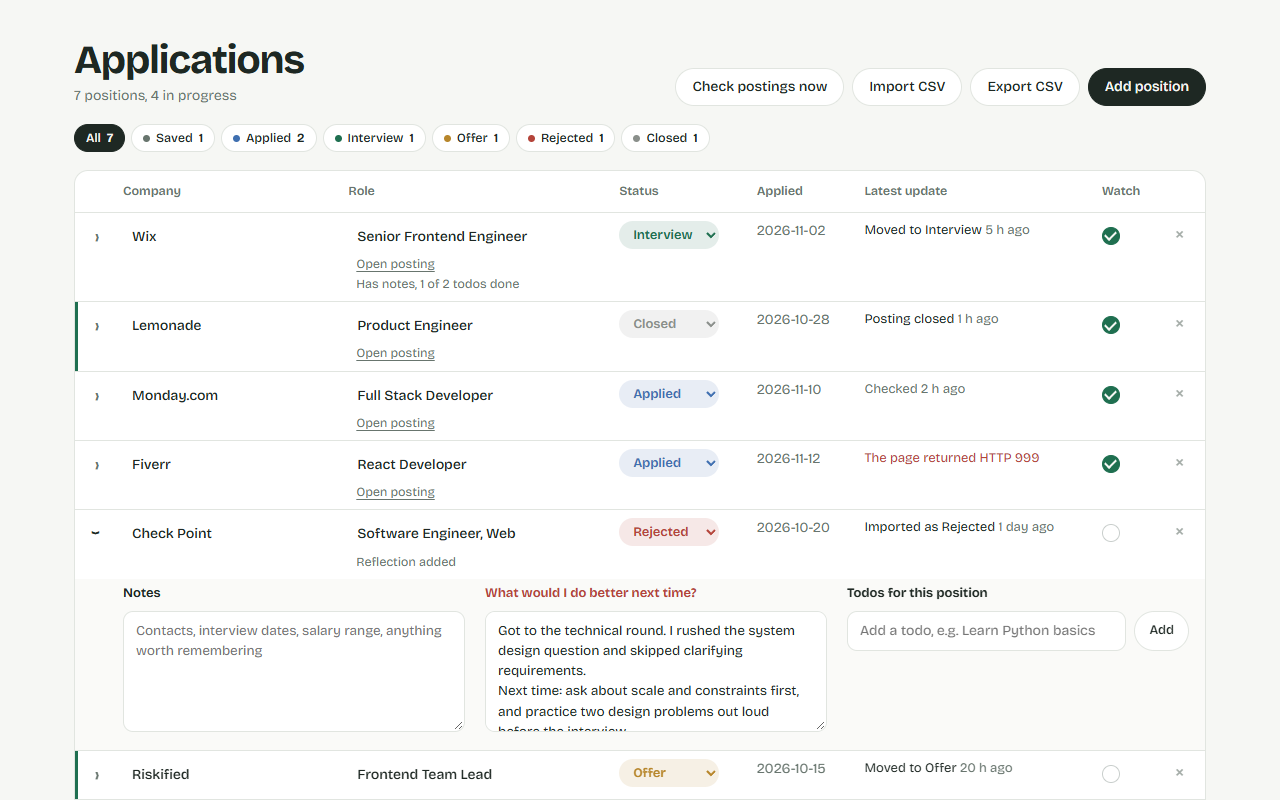 Applications
7 positions, 4 in progress
Check postings now
Import CSV
Export CSV
Add position
All 7
Saved 1
Applied 2
Interview 1
Offer 1
Rejected 1
Closed 1
Company Role Status Applied Latest update Watch
Wix Senior Frontend Engineer Interview 2026-11-02 Moved to Interview 5 h ago ×
Open posting
Has notes, 1 of 2 todos done
Lemonade Product Engineer Closed 2026-10-28 Posting closed 1 h ago ×
Open posting
Monday.com Full Stack Developer Applied 2026-11-10 Checked 2 h ago ×
Open posting
Fiverr React Developer Applied 2026-11-12 The page returned HTTP 999 ×
Open posting
Check Point Software Engineer, Web Rejected 2026-10-20 Imported as Rejected 1 day ago ×
Reflection added
Notes
Contacts, interview dates, salary range, anything
worth remembering
What would I do better next time?
Got to the technical round. I rushed the system
design question and skipped clarifying
requirements.
Next time: ask about scale and constraints first,
and practice two design problems out loud
before the interview.
Todos for this position
Add a todo, e.g. Learn Python basics
Add
Riskified Frontend Team Lead Offer 2026-10-15 Moved to Offer 20 h ago ×